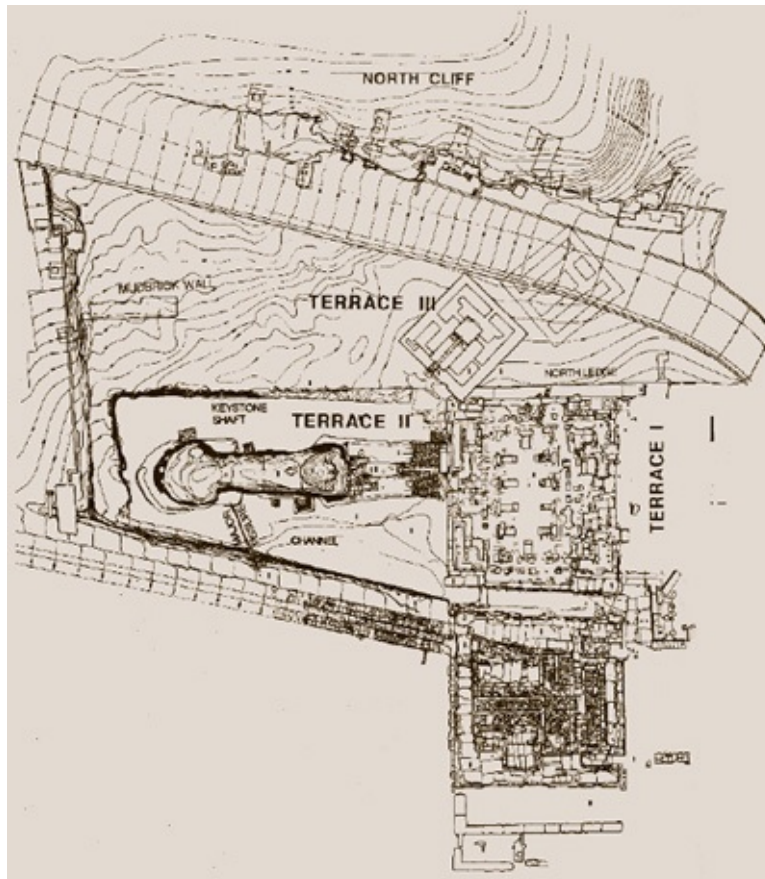 NORTH CLIFF
MUDBRICK WALL
TERRACE III
NORTH LEDGE
KEYSTONE
SHAFT
TERRACE II
TERRACE I
CHANNEL